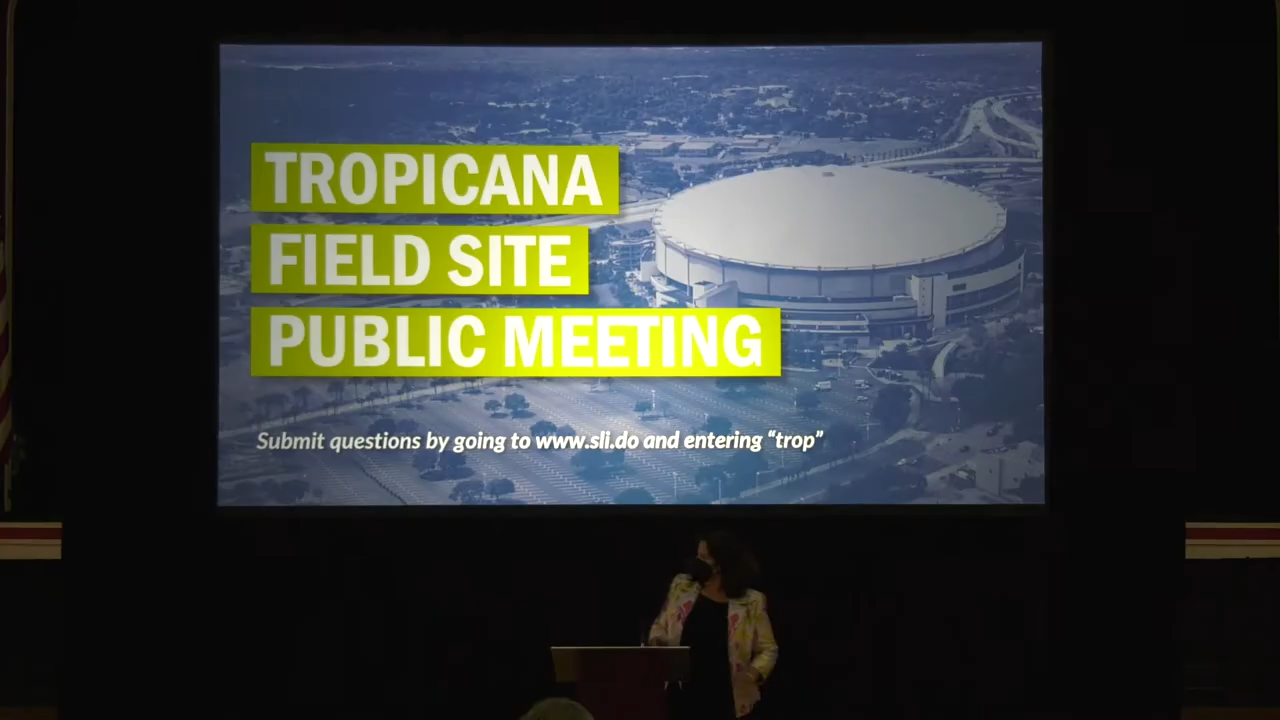 TROPICANA
FIELD SITE
PUBLIC MEETING
Submit questions by going to www.sli.do and entering “trop”